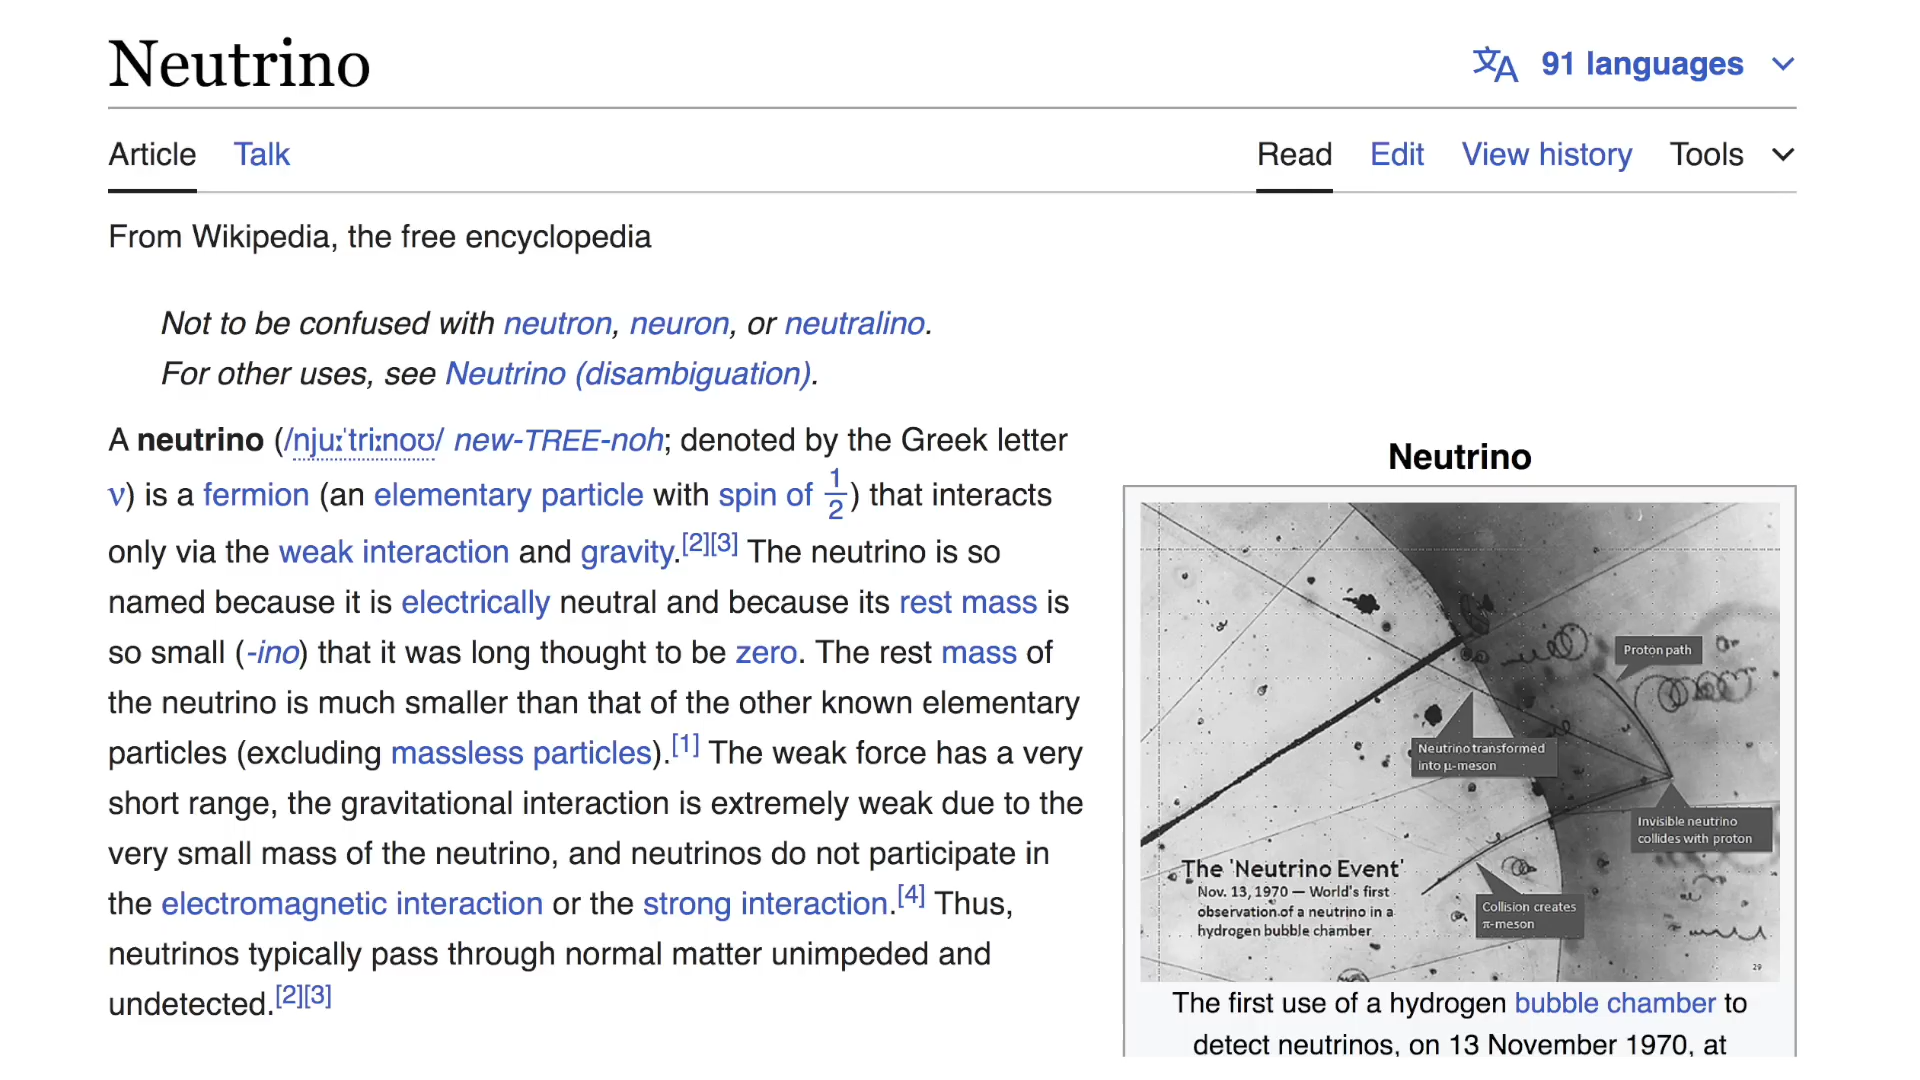 Neutrino
文A 91 languages
Article Talk
Read Edit View history Tools
From Wikipedia, the free encyclopedia
Not to be confused with neutron, neuron, or neutralino.
For other uses, see Neutrino (disambiguation).
A neutrino (/njuːˈtriːnoʊ/ new-TREE-noh; denoted by the Greek letter
ν) is a fermion (an elementary particle with spin of 1/2) that interacts
only via the weak interaction and gravity.[2][3] The neutrino is so
named because it is electrically neutral and because its rest mass is
so small (-ino) that it was long thought to be zero. The rest mass of
the neutrino is much smaller than that of the other known elementary
particles (excluding massless particles).[1] The weak force has a very
short range, the gravitational interaction is extremely weak due to the
very small mass of the neutrino, and neutrinos do not participate in
the electromagnetic interaction or the strong interaction.[4] Thus,
neutrinos typically pass through normal matter unimpeded and
undetected.[2][3]
Neutrino
Proton path
Neutrino transformed
into μ-meson
Invisible neutrino
collides with proton
The 'Neutrino Event'
Nov. 13, 1970 — World's first
observation of a neutrino in a
hydrogen bubble chamber
Collision creates
π-meson
29
The first use of a hydrogen bubble chamber to
detect neutrinos, on 13 November 1970, at